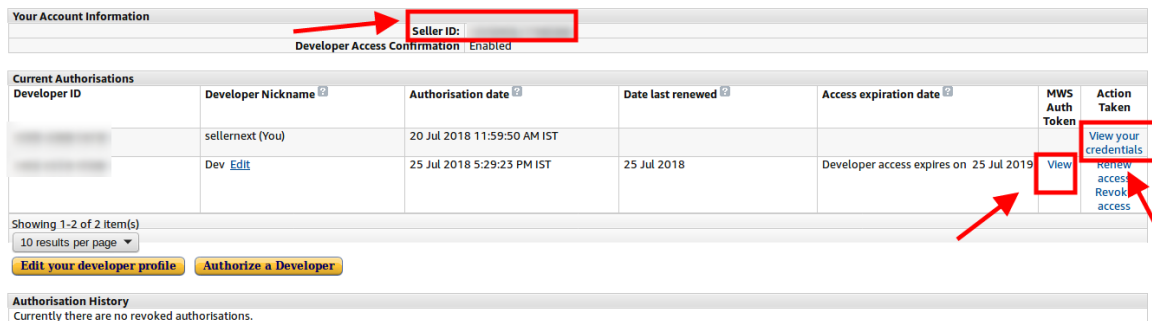 Your Account Information
Seller ID:
Developer Access Confirmation Enabled
Current Authorisations
Developer ID Developer Nickname ? Authorisation date ? Date last renewed ? Access expiration date ? MWS Auth Token Action Taken
sellernext (You) 20 Jul 2018 11:59:50 AM IST View your credentials
Dev Edit 25 Jul 2018 5:29:23 PM IST 25 Jul 2018 Developer access expires on 25 Jul 2019 View Renew access
access
Showing 1-2 of 2 item(s)
10 results per page
Edit your developer profile Authorize a Developer
Authorisation History
Currently there are no revoked authorisations.